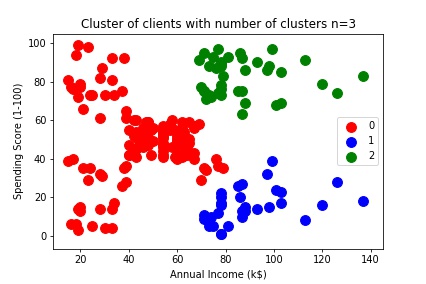 Cluster of clients with number of clusters n=3
Spending Score (1-100)
100
80
60
40
20
0
0
1
2
20 40 60 80 100 120 140
Annual Income (k$)